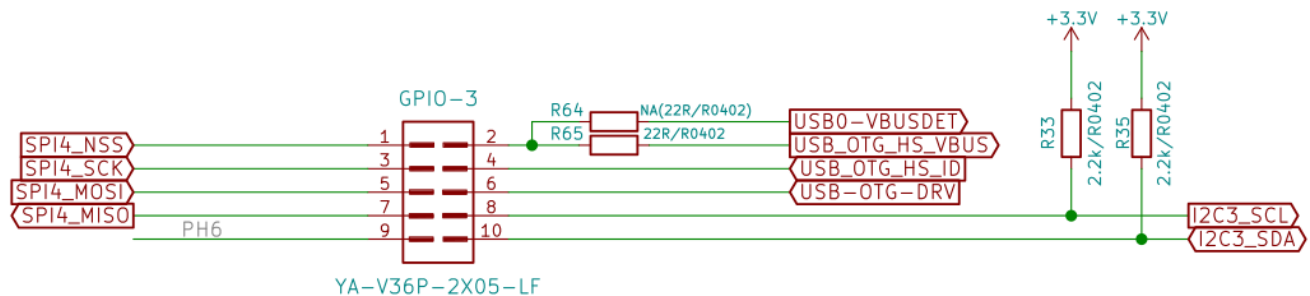 +3.3V +3.3V
GPIO-3
R64 NA(22R/R0402)
R65 22R/R0402
R33 2.2k/R0402
R35 2.2k/R0402
SPI4_NSS 1 2 USB0-VBUSDET
USB_OTG_HS_VBUS
SPI4_SCK 3 4 USB_OTG_HS_ID
SPI4_MOSI 5 6 USB-OTG-DRV
SPI4_MISO 7 8 I2C3_SCL
PH6 9 10 I2C3_SDA
YA-V36P-2X05-LF